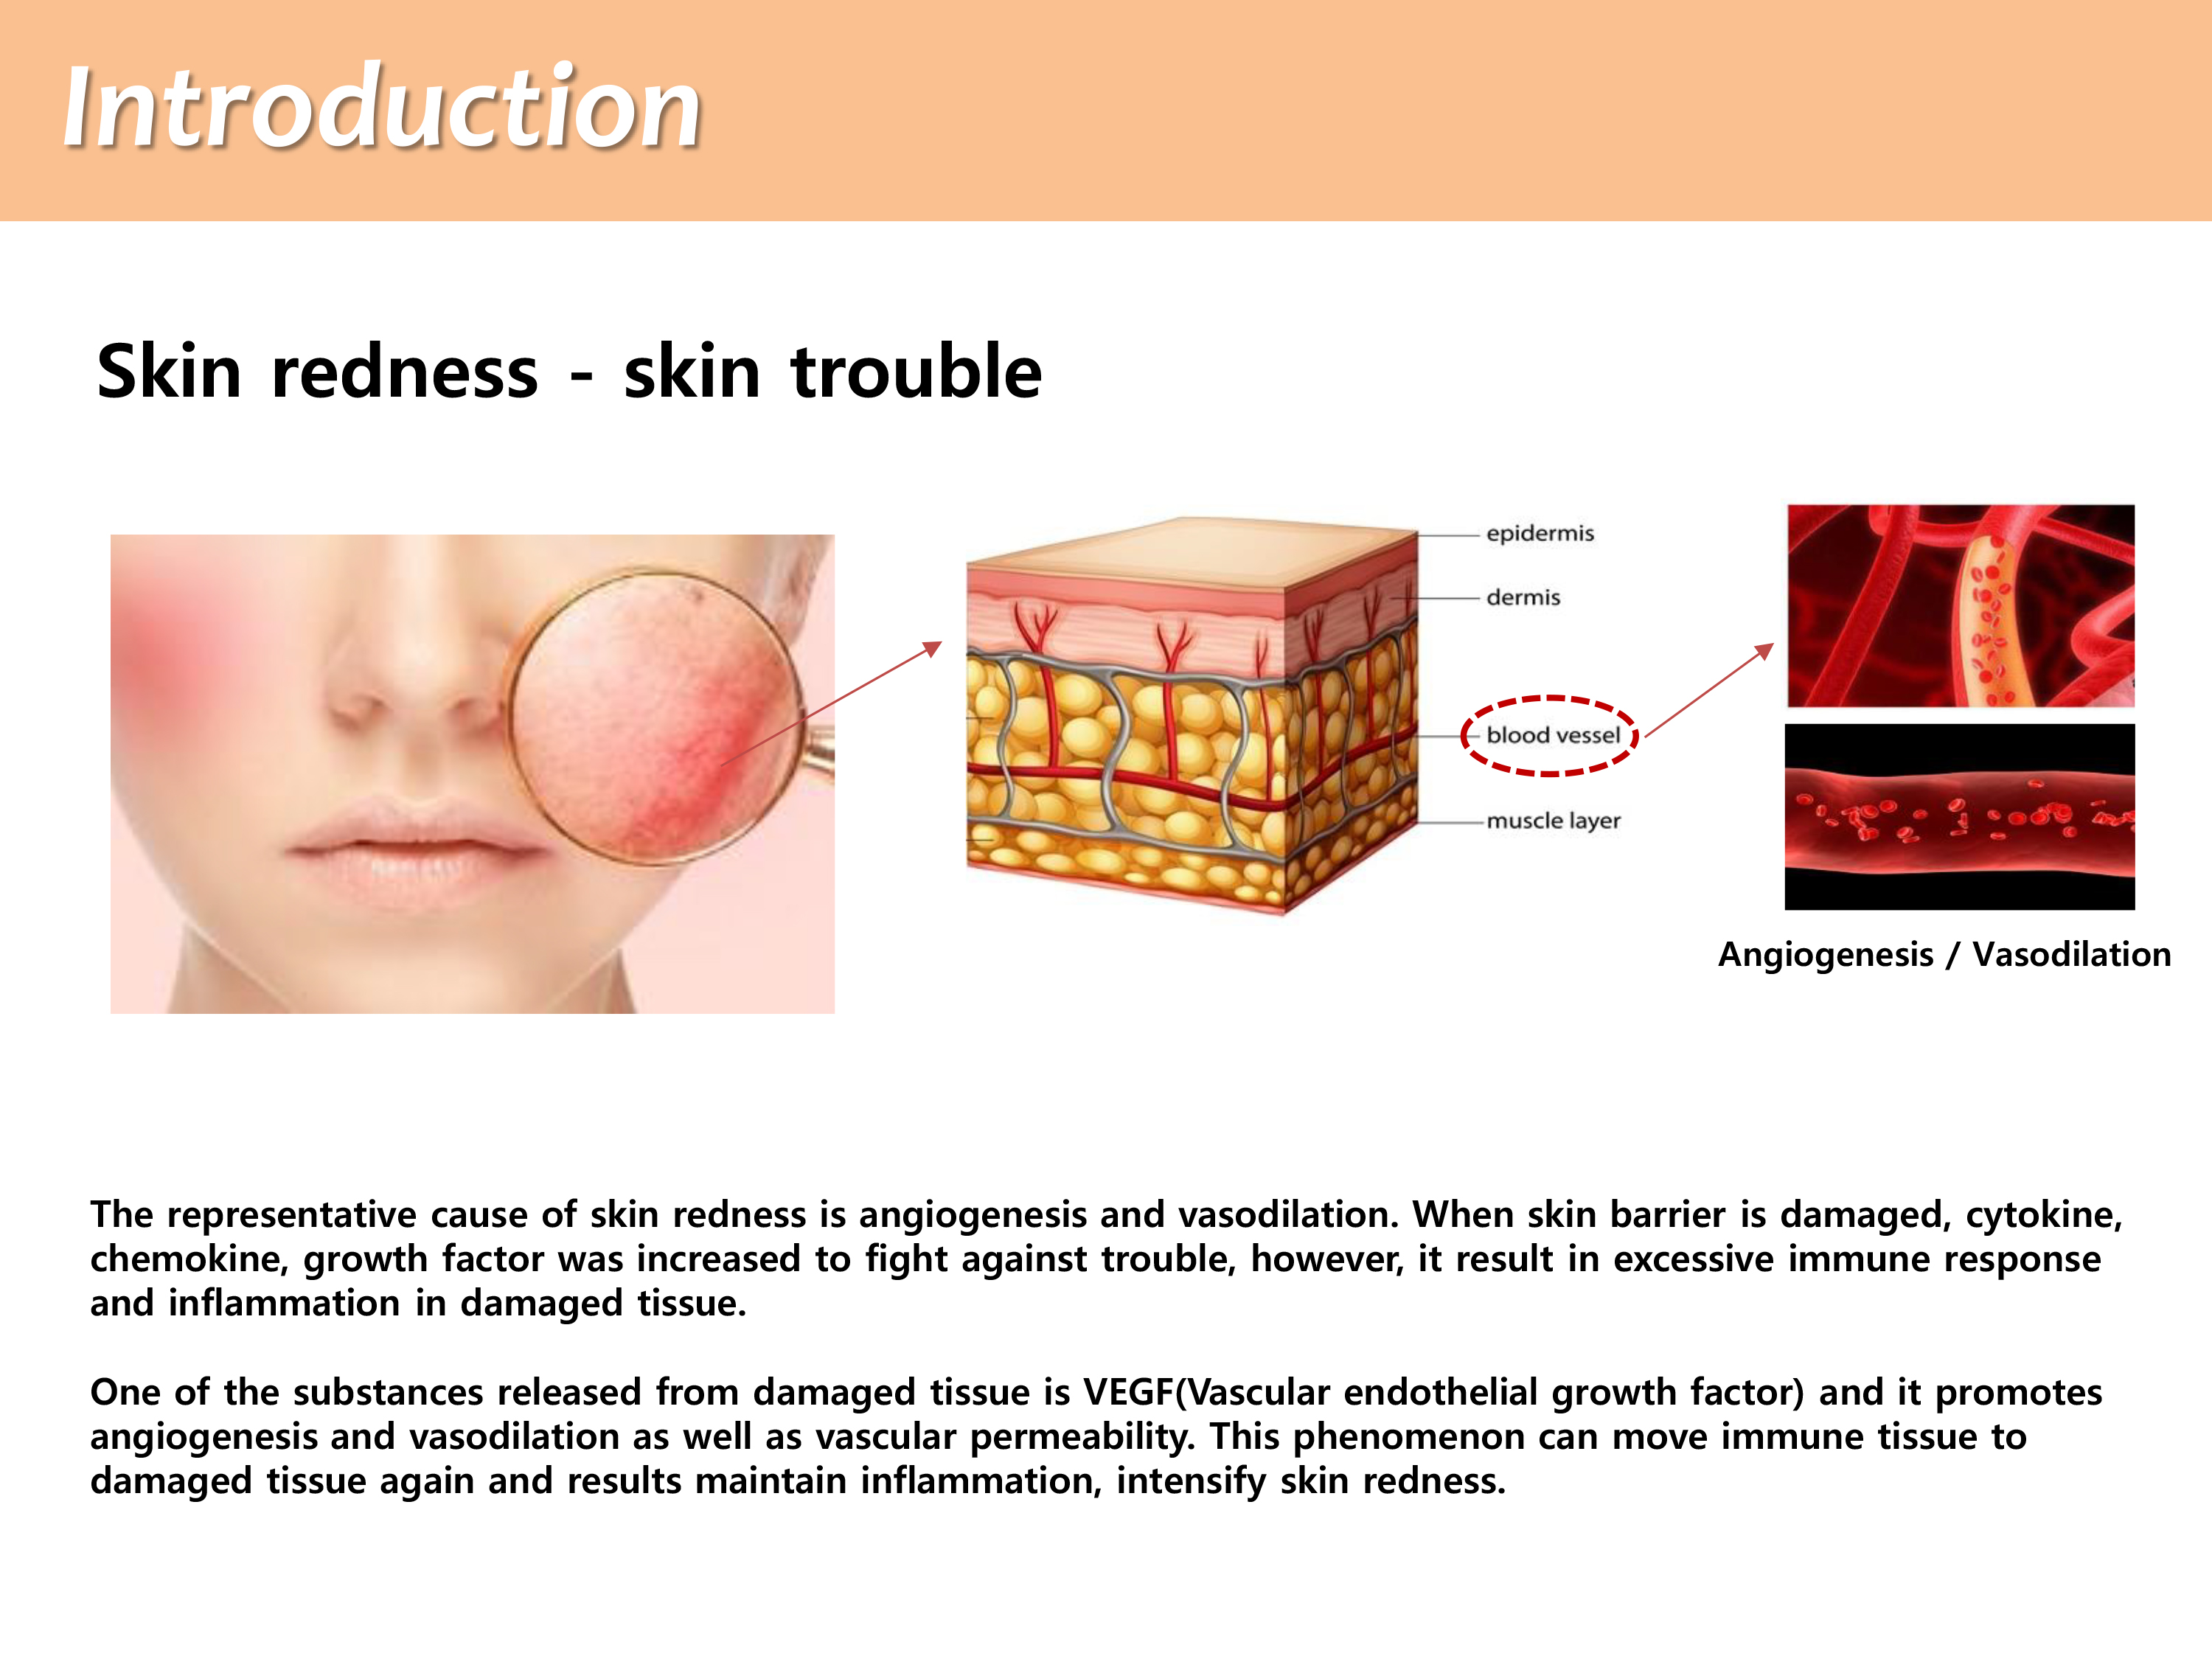 Introduction
Skin redness - skin trouble
epidermis
dermis
blood vessel
muscle layer
Angiogenesis / Vasodilation
The representative cause of skin redness is angiogenesis and vasodilation. When skin barrier is damaged, cytokine,
chemokine, growth factor was increased to fight against trouble, however, it result in excessive immune response
and inflammation in damaged tissue.
One of the substances released from damaged tissue is VEGF(Vascular endothelial growth factor) and it promotes
angiogenesis and vasodilation as well as vascular permeability. This phenomenon can move immune tissue to
damaged tissue again and results maintain inflammation, intensify skin redness.